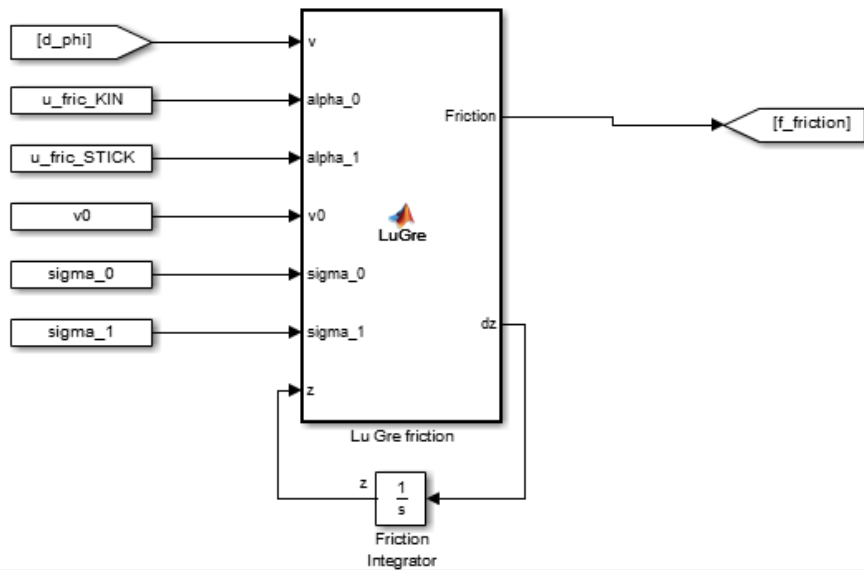 [d_phi]
u_fric_KIN
u_fric_STICK
v0
sigma_0
sigma_1
v
alpha_0
alpha_1
v0
sigma_0
sigma_1
z
LuGre
Friction
dz
[f_friction]
Lu Gre friction
z
1
s
Friction
Integrator